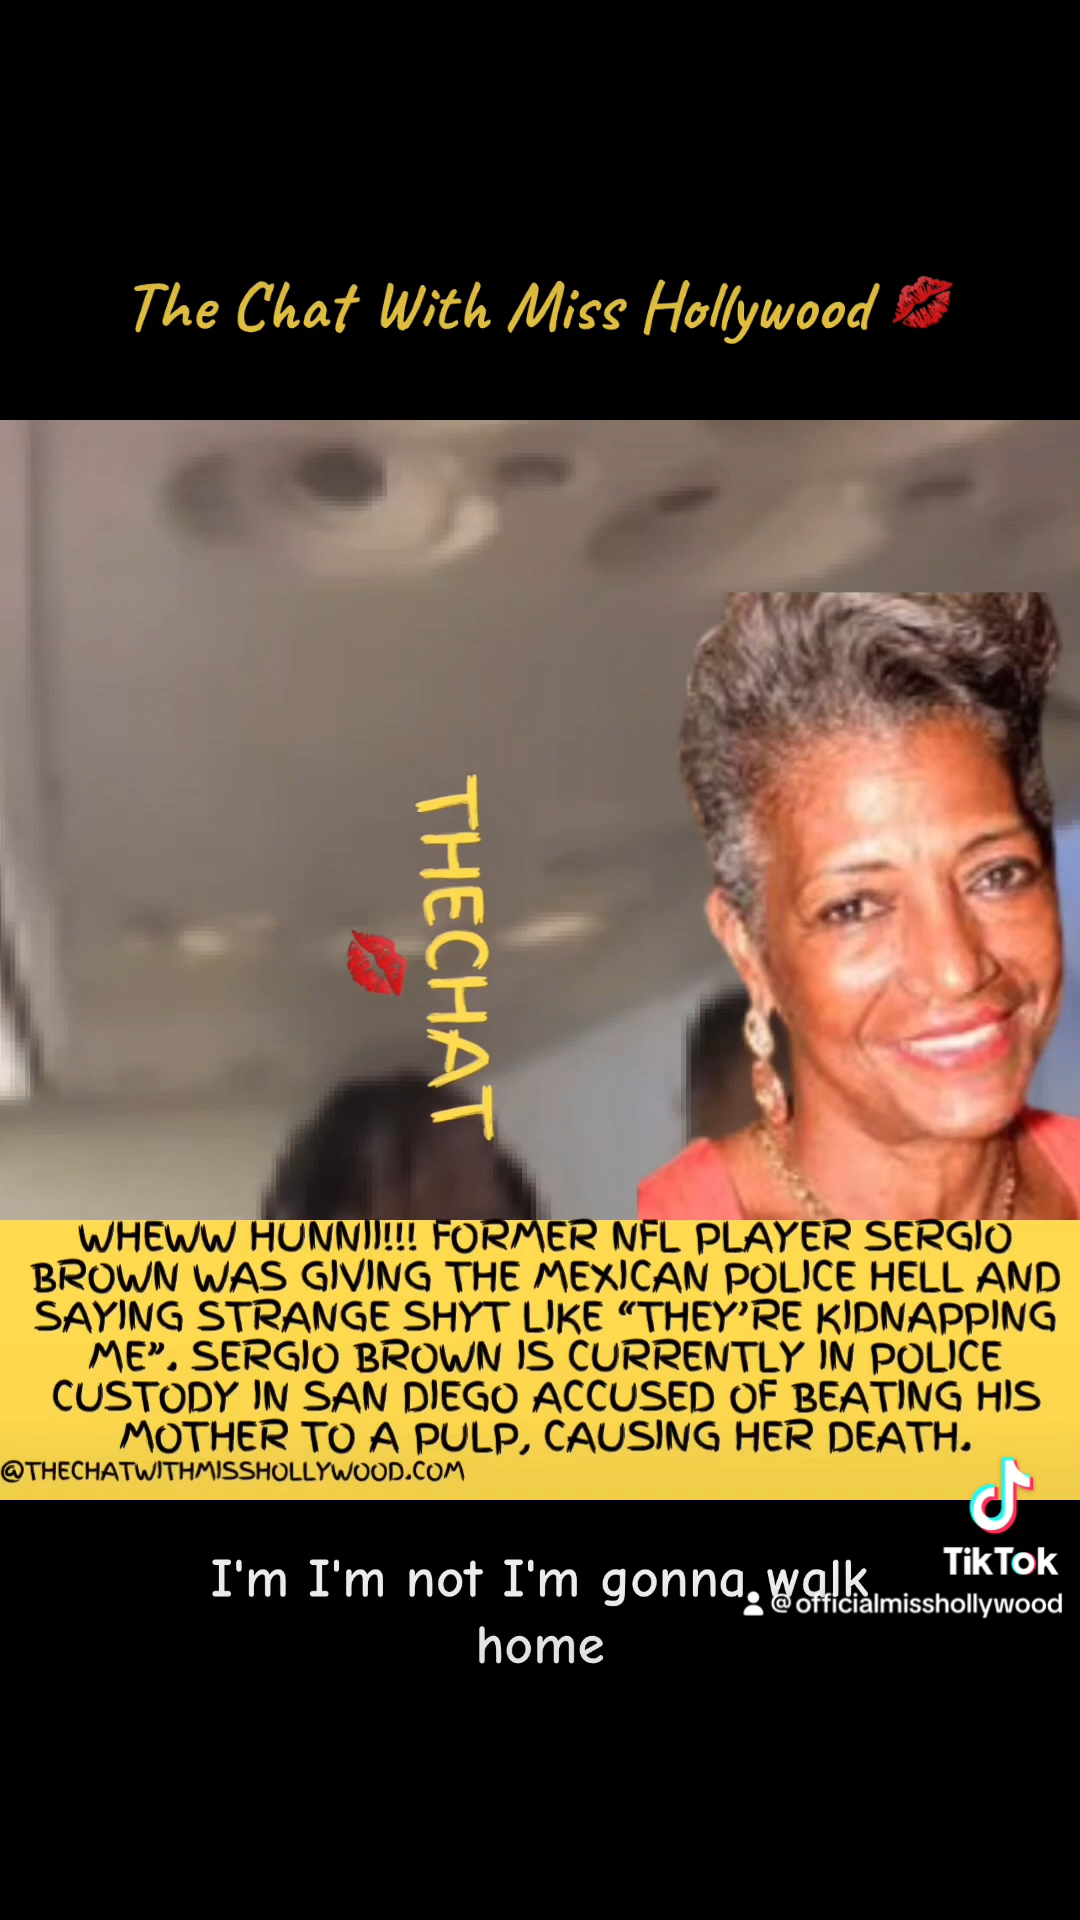 The Chat With Miss Hollywood 💋
THECHAT
💋
WHEWW HUNNII!!! FORMER NFL PLAYER SERGIO
BROWN WAS GIVING THE MEXICAN POLICE HELL AND
SAYING STRANGE SHYT LIKE “THEY’RE KIDNAPPING
ME”. SERGIO BROWN IS CURRENTLY IN POLICE
CUSTODY IN SAN DIEGO ACCUSED OF BEATING HIS
MOTHER TO A PULP, CAUSING HER DEATH.
@THECHATWITHMISSHOLLYWOOD.COM
TikTok
@officialmisshollywood
I'm I'm not I'm gonna walk
home